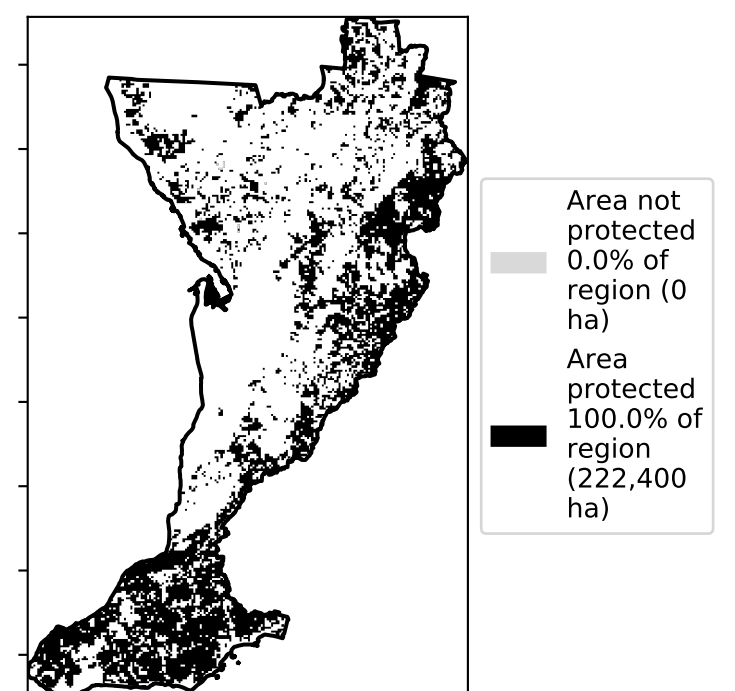 Area not
protected
0.0% of
region (0
ha)
Area
protected
100.0% of
region
(222,400
ha)